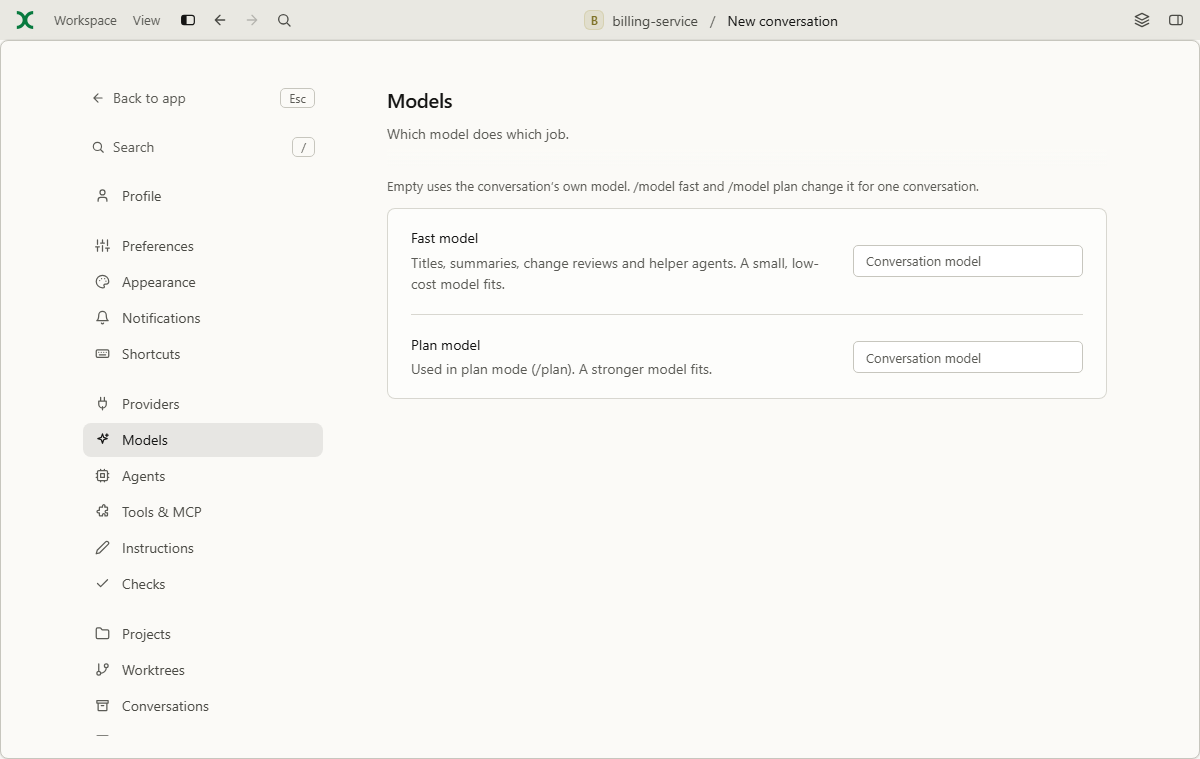 Workspace View
B billing-service / New conversation
Back to app Esc
Search /
Profile
Preferences
Appearance
Notifications
Shortcuts
Providers
Models
Agents
Tools & MCP
Instructions
Checks
Projects
Worktrees
Conversations
Models
Which model does which job.
Empty uses the conversation's own model. /model fast and /model plan change it for one conversation.
Fast model
Titles, summaries, change reviews and helper agents. A small, low-
cost model fits.
Conversation model
Plan model
Used in plan mode (/plan). A stronger model fits.
Conversation model